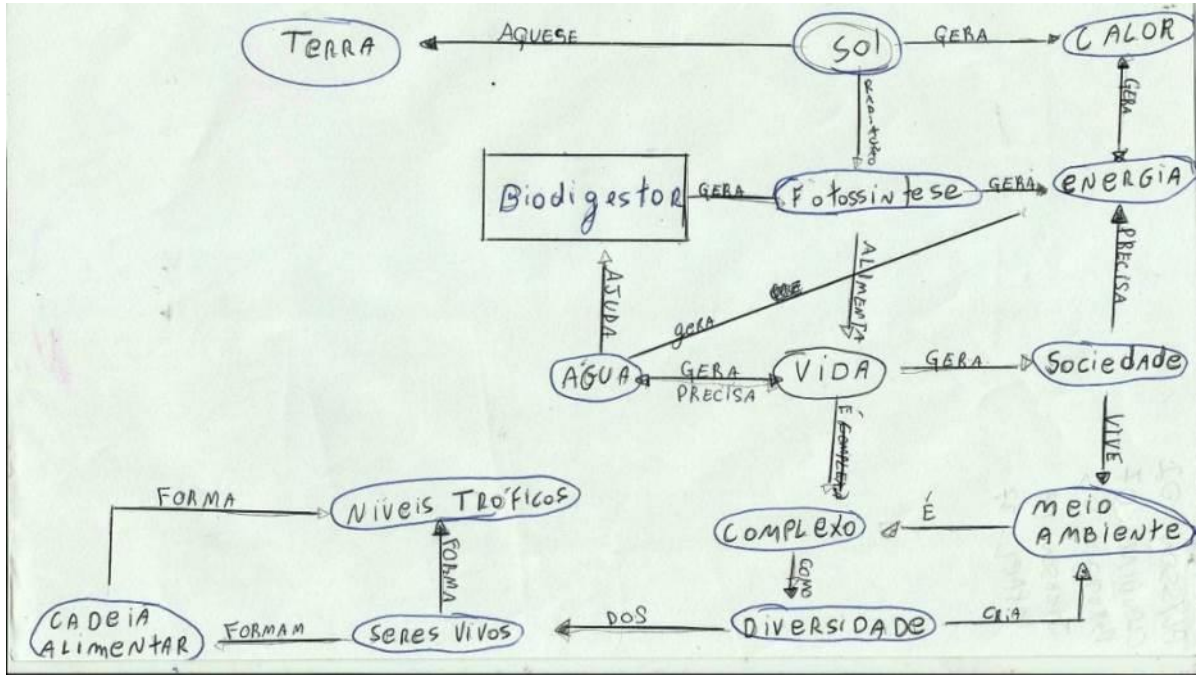 TERRA
AQUESE
SOl
GERA
CALOR
GERA
Biodigestor
GERA
Fotossintese
GERA
ENERGIA
AJUDA
ALIMENTA
PRECISA
gERA
ÁGUA
GERA
PRECISA
VIDA
GERA
Sociedade
VIVE
FORMA
NÍVEIS TRÓFICOS
É
COMPLEXO
É
MEIO
AMBIENTE
FORMA
COMO
CADEIA
ALIMENTAR
FORMAM
SERES VIVOS
DOS
DIVERSIDADE
CRIA